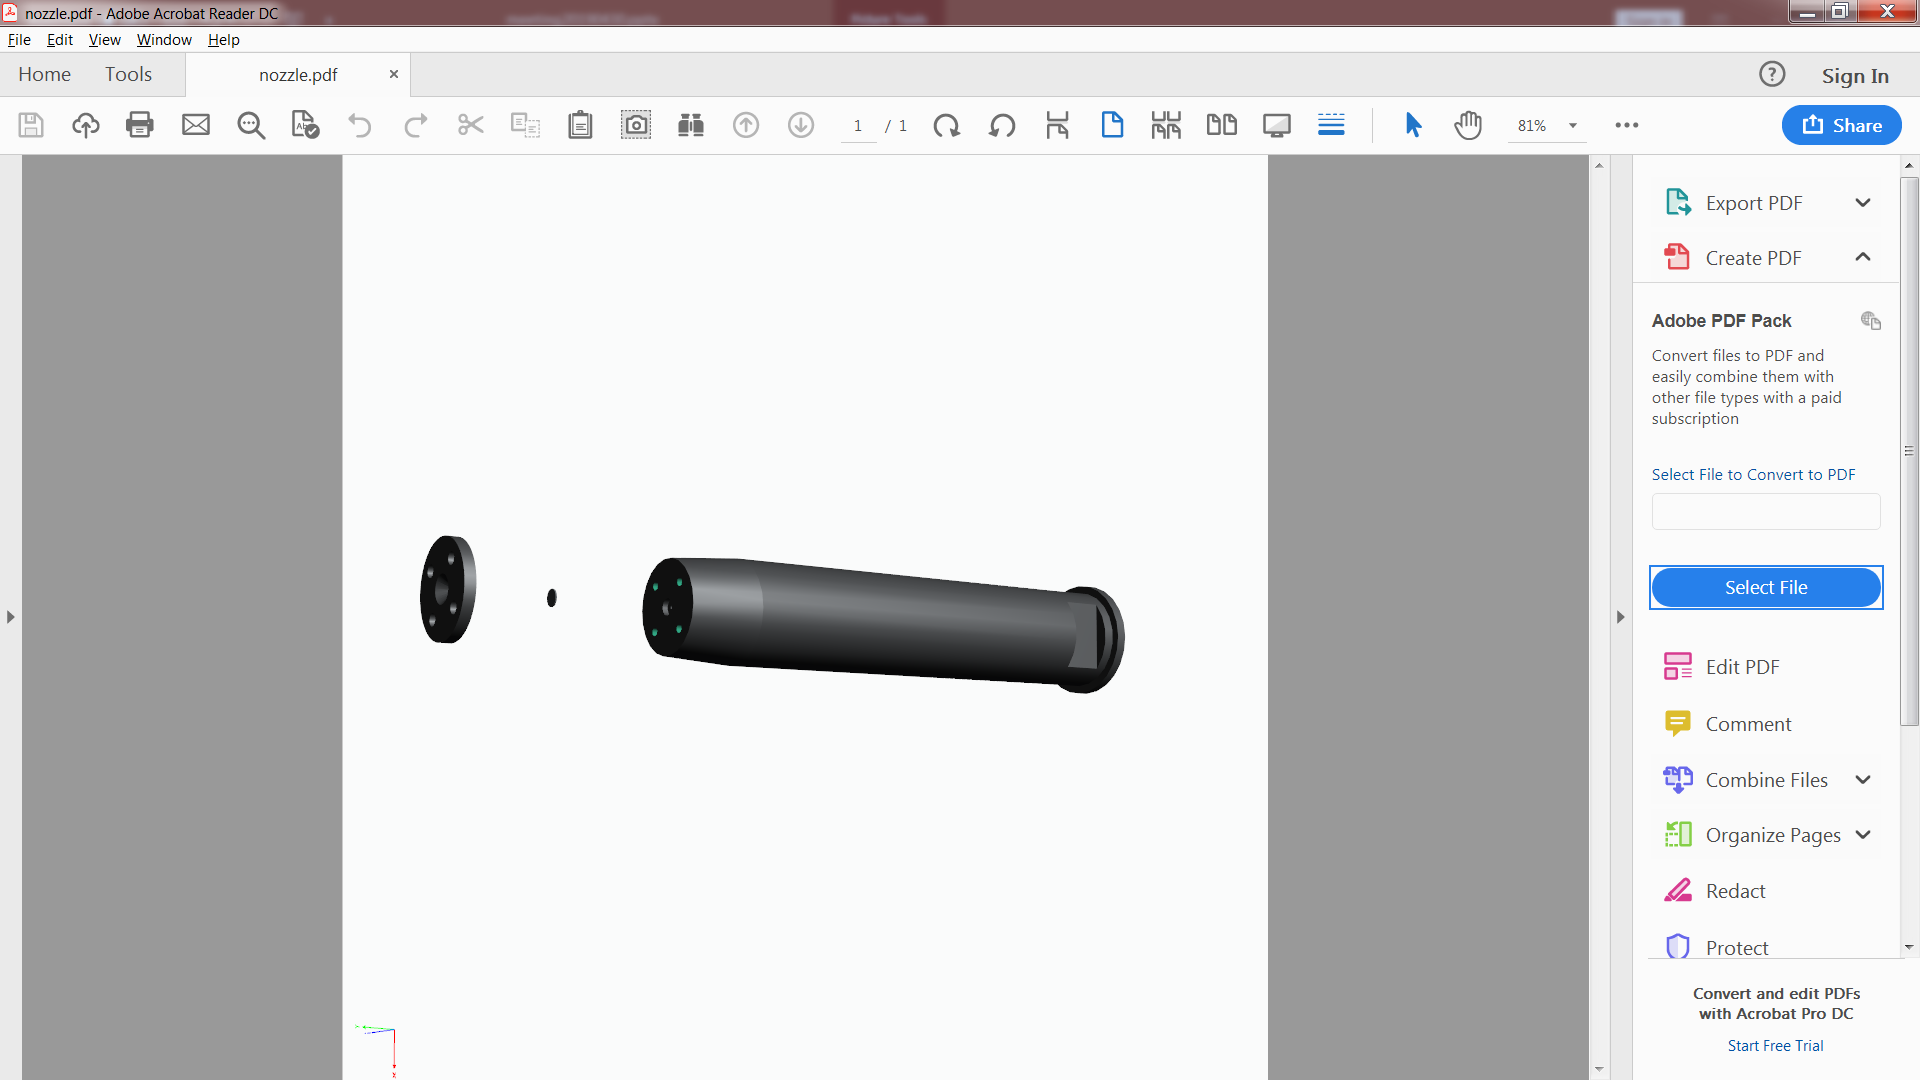 nozzle.pdf - Adobe Acrobat Reader DC
File Edit View Window Help
Home Tools nozzle.pdf × Sign In
1 / 1 81% Share
Export PDF
Create PDF
Adobe PDF Pack
Convert files to PDF and
easily combine them with
other file types with a paid
subscription
Select File to Convert to PDF
Select File
Edit PDF
Comment
Combine Files
Organize Pages
Redact
Protect
Convert and edit PDFs
with Acrobat Pro DC
Start Free Trial